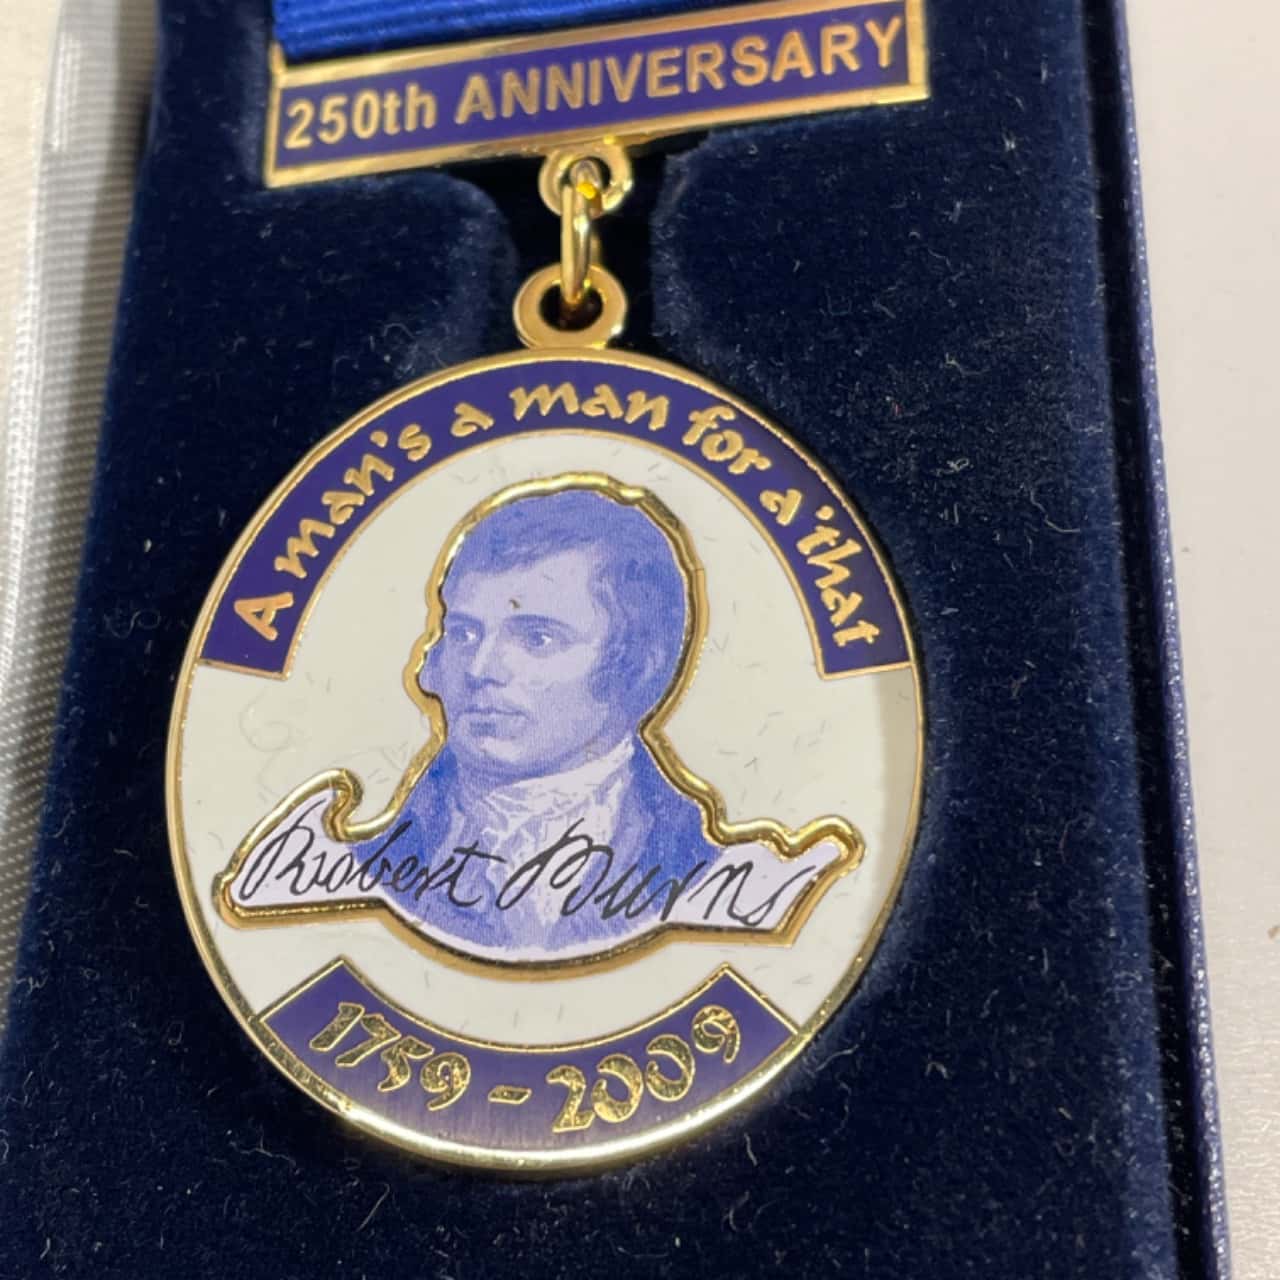 250th ANNIVERSARY
A man's a man for a'that
Robert Burns
1759 - 2009